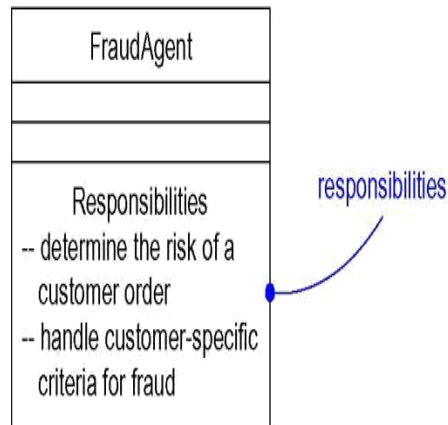 FraudAgent
Responsibilities
-- determine the risk of a
customer order
-- handle customer-specific
criteria for fraud
responsibilities